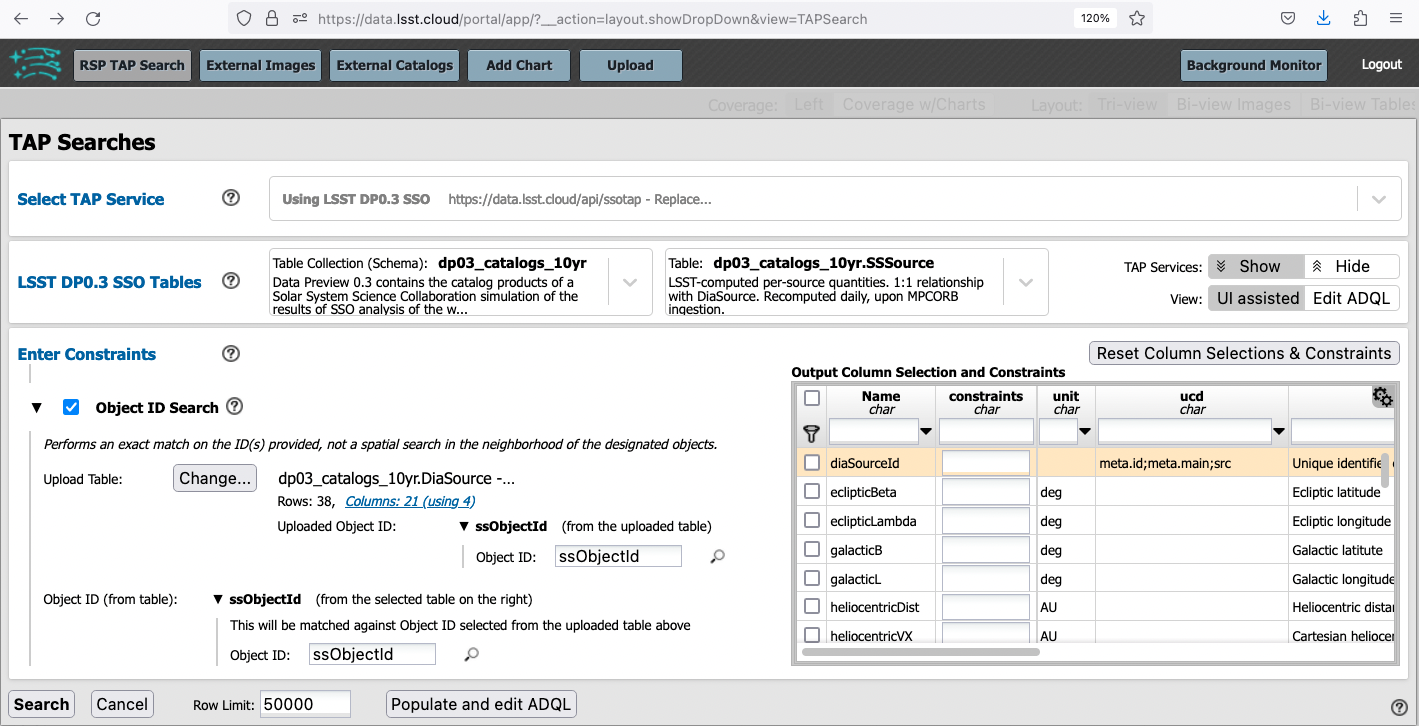 https://data.lsst.cloud/portal/app/?__action=layout.showDropDown&view=TAPSearch
120%
RSP TAP Search
External Images
External Catalogs
Add Chart
Upload
Background Monitor
Logout
Coverage: Left Coverage w/Charts Layout: Tri-view Bi-view Images Bi-view Tables
TAP Searches
Select TAP Service
Using LSST DP0.3 SSO https://data.lsst.cloud/api/ssotap - Replace...
LSST DP0.3 SSO Tables
Table Collection (Schema): dp03_catalogs_10yr
Data Preview 0.3 contains the catalog products of a
Solar System Science Collaboration simulation of the
results of SSO analysis of the w...
Table: dp03_catalogs_10yr.SSSource
LSST-computed per-source quantities. 1:1 relationship
with DiaSource. Recomputed daily, upon MPCORB
ingestion.
TAP Services: Show Hide
View: UI assisted Edit ADQL
Enter Constraints
Reset Column Selections & Constraints
Object ID Search
Performs an exact match on the ID(s) provided, not a spatial search in the neighborhood of the designated objects.
Upload Table: Change... dp03_catalogs_10yr.DiaSource -...
Rows: 38, Columns: 21 (using 4)
Uploaded Object ID: ssObjectId (from the uploaded table)
Object ID: ssObjectId
Object ID (from table): ssObjectId (from the selected table on the right)
This will be matched against Object ID selected from the uploaded table above
Object ID: ssObjectId
Output Column Selection and Constraints
Name constraints unit ucd
char char char char
diaSourceId meta.id;meta.main;src Unique identifie
eclipticBeta deg Ecliptic latitude
eclipticLambda deg Ecliptic longitude
galacticB deg Galactic latitute
galacticL deg Galactic longitude
heliocentricDist AU Heliocentric distan
heliocentricVX AU Cartesian heliocen
Search Cancel Row Limit: 50000 Populate and edit ADQL